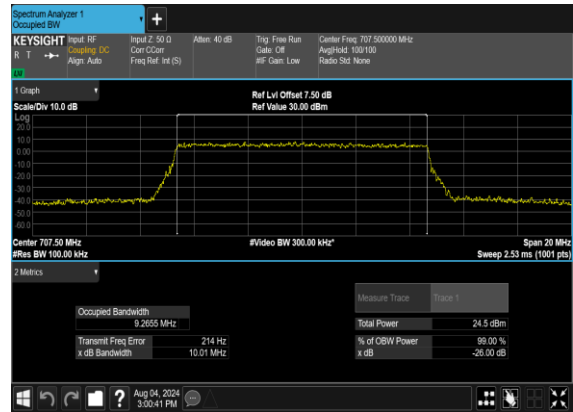 Spectrum Analyzer 1
Occupied BW
+
KEYSIGHT
R T
LU
Input: RF
Coupling: DC
Align: Auto
Input Z: 50 Ω
Corr CCorr
Freq Ref: Int (S)
Atten: 40 dB
Trig: Free Run
Gate: Off
#IF Gain: Low
Center Freq: 707.500000 MHz
Avg|Hold: 100/100
Radio Std: None
1 Graph
Scale/Div 10.0 dB
Ref Lvl Offset 7.50 dB
Ref Value 30.00 dBm
Log
20.0
10.0
0.00
-10.0
-20.0
-30.0
-40.0
-50.0
-60.0
Center 707.50 MHz
#Res BW 100.00 kHz
#Video BW 300.00 kHz*
Span 20 MHz
Sweep 2.53 ms (1001 pts)
2 Metrics
Measure Trace Trace 1
Occupied Bandwidth
9.2655 MHz
Total Power 24.5 dBm
Transmit Freq Error 214 Hz
% of OBW Power 99.00 %
x dB Bandwidth 10.01 MHz
x dB -26.00 dB
?
Aug 04, 2024
3:00:41 PM